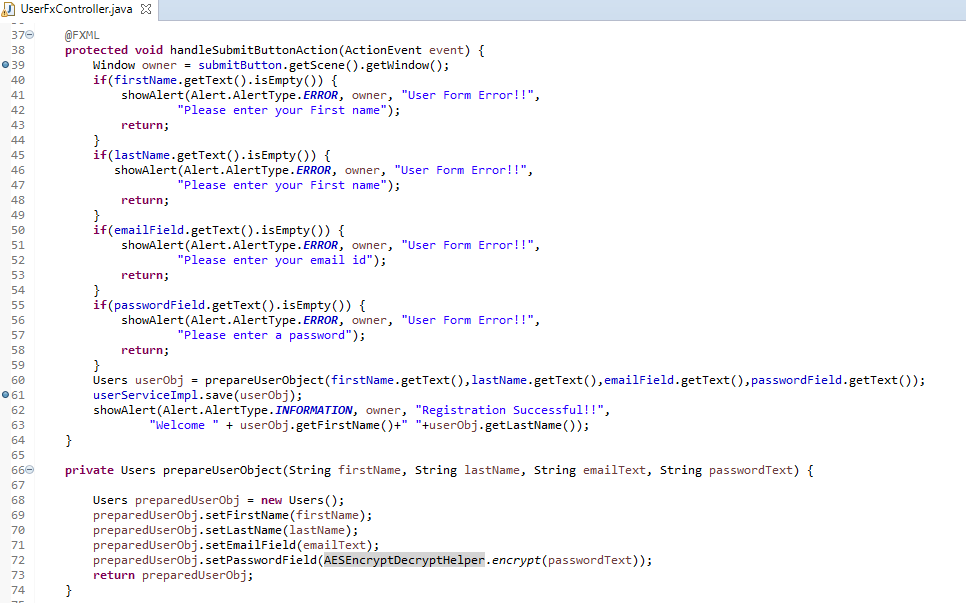 UserFxController.java
37 @FXML
38 protected void handleSubmitButtonAction(ActionEvent event) {
39 Window owner = submitButton.getScene().getWindow();
40 if(firstName.getText().isEmpty()) {
41 showAlert(Alert.AlertType.ERROR, owner, "User Form Error!!",
42 "Please enter your First name");
43 return;
44 }
45 if(lastName.getText().isEmpty()) {
46 showAlert(Alert.AlertType.ERROR, owner, "User Form Error!!",
47 "Please enter your First name");
48 return;
49 }
50 if(emailField.getText().isEmpty()) {
51 showAlert(Alert.AlertType.ERROR, owner, "User Form Error!!",
52 "Please enter your email id");
53 return;
54 }
55 if(passwordField.getText().isEmpty()) {
56 showAlert(Alert.AlertType.ERROR, owner, "User Form Error!!",
57 "Please enter a password");
58 return;
59 }
60 Users userObj = prepareUserObject(firstName.getText(),lastName.getText(),emailField.getText(),passwordField.getText());
61 userServiceImpl.save(userObj);
62 showAlert(Alert.AlertType.INFORMATION, owner, "Registration Successful!!",
63 "Welcome " + userObj.getFirstName()+" "+userObj.getLastName());
64 }
65
66 private Users prepareUserObject(String firstName, String lastName, String emailText, String passwordText) {
67
68 Users preparedUserObj = new Users();
69 preparedUserObj.setFirstName(firstName);
70 preparedUserObj.setLastName(lastName);
71 preparedUserObj.setEmailField(emailText);
72 preparedUserObj.setPasswordField(AESEncryptDecryptHelper.encrypt(passwordText));
73 return preparedUserObj;
74 }